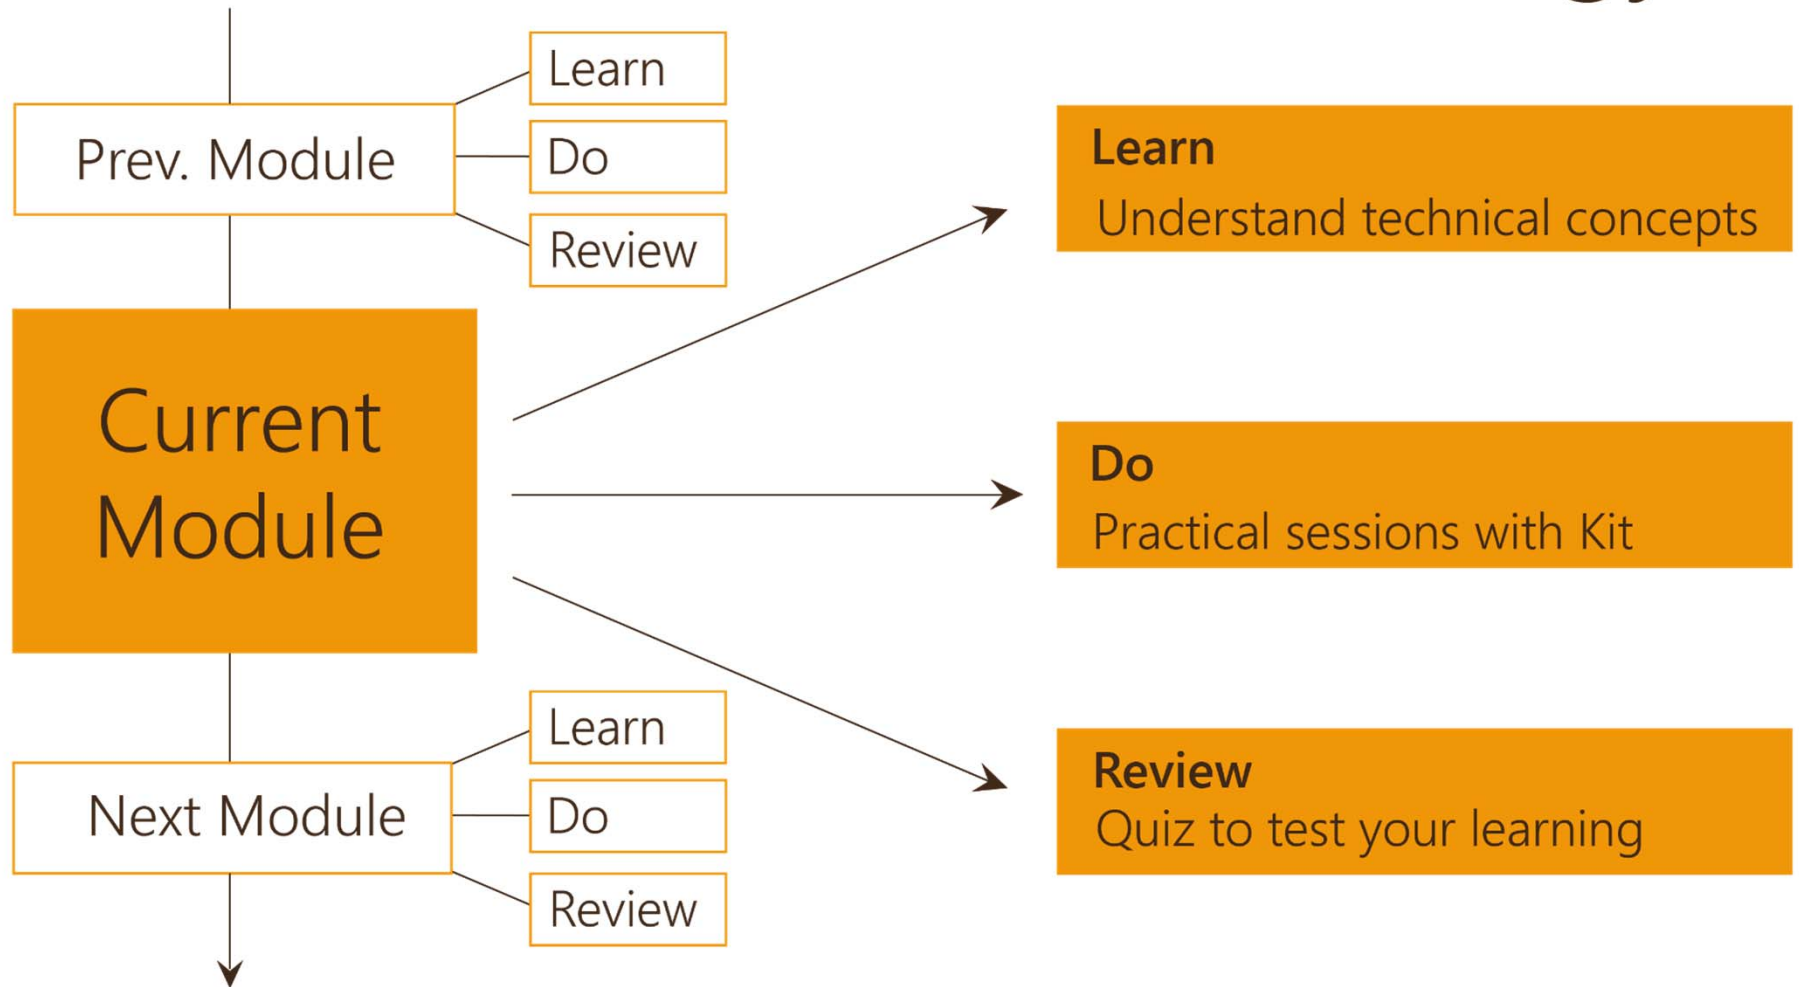 Learn
Prev. Module
Do
Review
Current
Module
Learn
Next Module
Do
Review
Learn
Understand technical concepts
Do
Practical sessions with Kit
Review
Quiz to test your learning